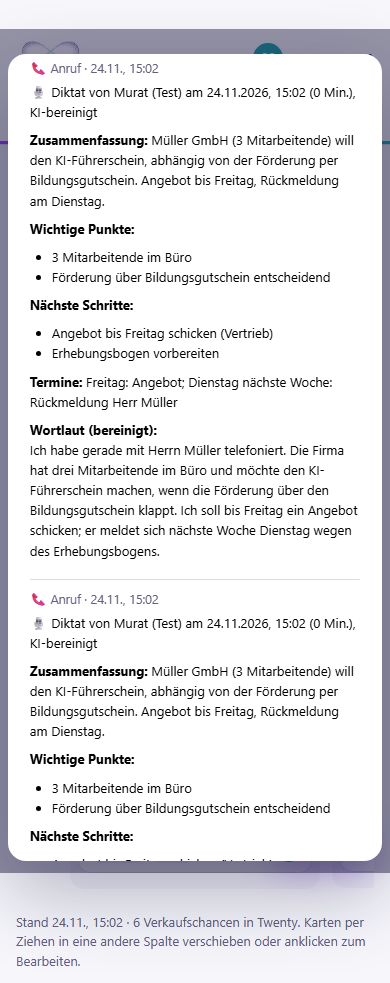 Anruf · 24.11., 15:02
Diktat von Murat (Test) am 24.11.2026, 15:02 (0 Min.),
KI-bereinigt
Zusammenfassung: Müller GmbH (3 Mitarbeitende) will
den KI-Führerschein, abhängig von der Förderung per
Bildungsgutschein. Angebot bis Freitag, Rückmeldung
am Dienstag.
Wichtige Punkte:
• 3 Mitarbeitende im Büro
• Förderung über Bildungsgutschein entscheidend
Nächste Schritte:
• Angebot bis Freitag schicken (Vertrieb)
• Erhebungsbogen vorbereiten
Termine: Freitag: Angebot; Dienstag nächste Woche:
Rückmeldung Herr Müller
Wortlaut (bereinigt):
Ich habe gerade mit Herrn Müller telefoniert. Die Firma
hat drei Mitarbeitende im Büro und möchte den KI-
Führerschein machen, wenn die Förderung über den
Bildungsgutschein klappt. Ich soll bis Freitag ein Angebot
schicken; er meldet sich nächste Woche Dienstag wegen
des Erhebungsbogens.
Anruf · 24.11., 15:02
Diktat von Murat (Test) am 24.11.2026, 15:02 (0 Min.),
KI-bereinigt
Zusammenfassung: Müller GmbH (3 Mitarbeitende) will
den KI-Führerschein, abhängig von der Förderung per
Bildungsgutschein. Angebot bis Freitag, Rückmeldung
am Dienstag.
Wichtige Punkte:
• 3 Mitarbeitende im Büro
• Förderung über Bildungsgutschein entscheidend
Nächste Schritte:
Stand 24.11., 15:02 · 6 Verkaufschancen in Twenty. Karten per
Ziehen in eine andere Spalte verschieben oder anklicken zum
Bearbeiten.